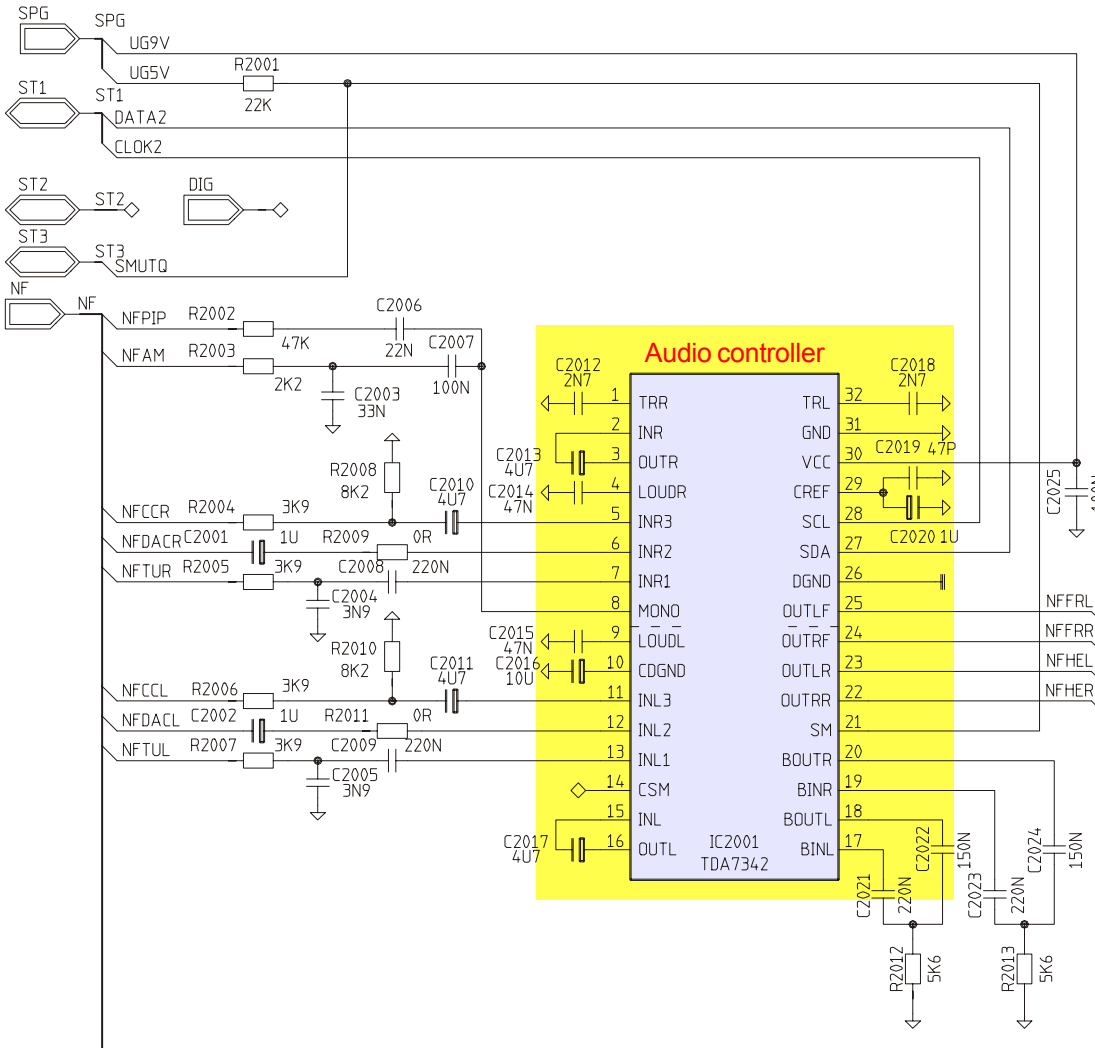 SPG
SPG
UG9V
UG5V
R2001
22K
ST1
ST1
DATA2
CLOK2
ST2
ST2
DIG
ST3
ST3
SMUTQ
NF
NF
NFPIP
R2002
47K
C2006
22N
NFAM
R2003
2K2
C2007
100N
C2003
33N
R2008
8K2
C2010
4U7
NFCCR
R2004
3K9
NFDACR
C2001
1U
R2009
0R
NFTUR
R2005
3K9
C2008
220N
C2004
3N9
R2010
8K2
C2011
4U7
NFCCL
R2006
3K9
NFDACL
C2002
1U
R2011
0R
NFTUL
R2007
3K9
C2009
220N
C2005
3N9
Audio controller
C2012
2N7
C2018
2N7
1 TRR
TRL 32
2 INR
GND 31
C2013
4U7
3 OUTR
VCC 30
C2019 47P
C2014
47N
4 LOUDR
CREF 29
5 INR3
SCL 28
C2020 1U
6 INR2
SDA 27
7 INR1
DGND 26
8 MONO
OUTLF 25
NFFRL
C2015
47N
9 LOUDL
OUTRF 24
NFFRR
C2016
10U
10 CDGND
OUTLR 23
NFHEL
11 INL3
OUTRR 22
NFHER
12 INL2
SM 21
13 INL1
BOUTR 20
14 CSM
BINR 19
15 INL
BOUTL 18
C2017
4U7
16 OUTL
BINL 17
IC2001
TDA7342
C2025
C2021
220N
C2022
150N
C2023
220N
C2024
150N
R2012
5K6
R2013
5K6